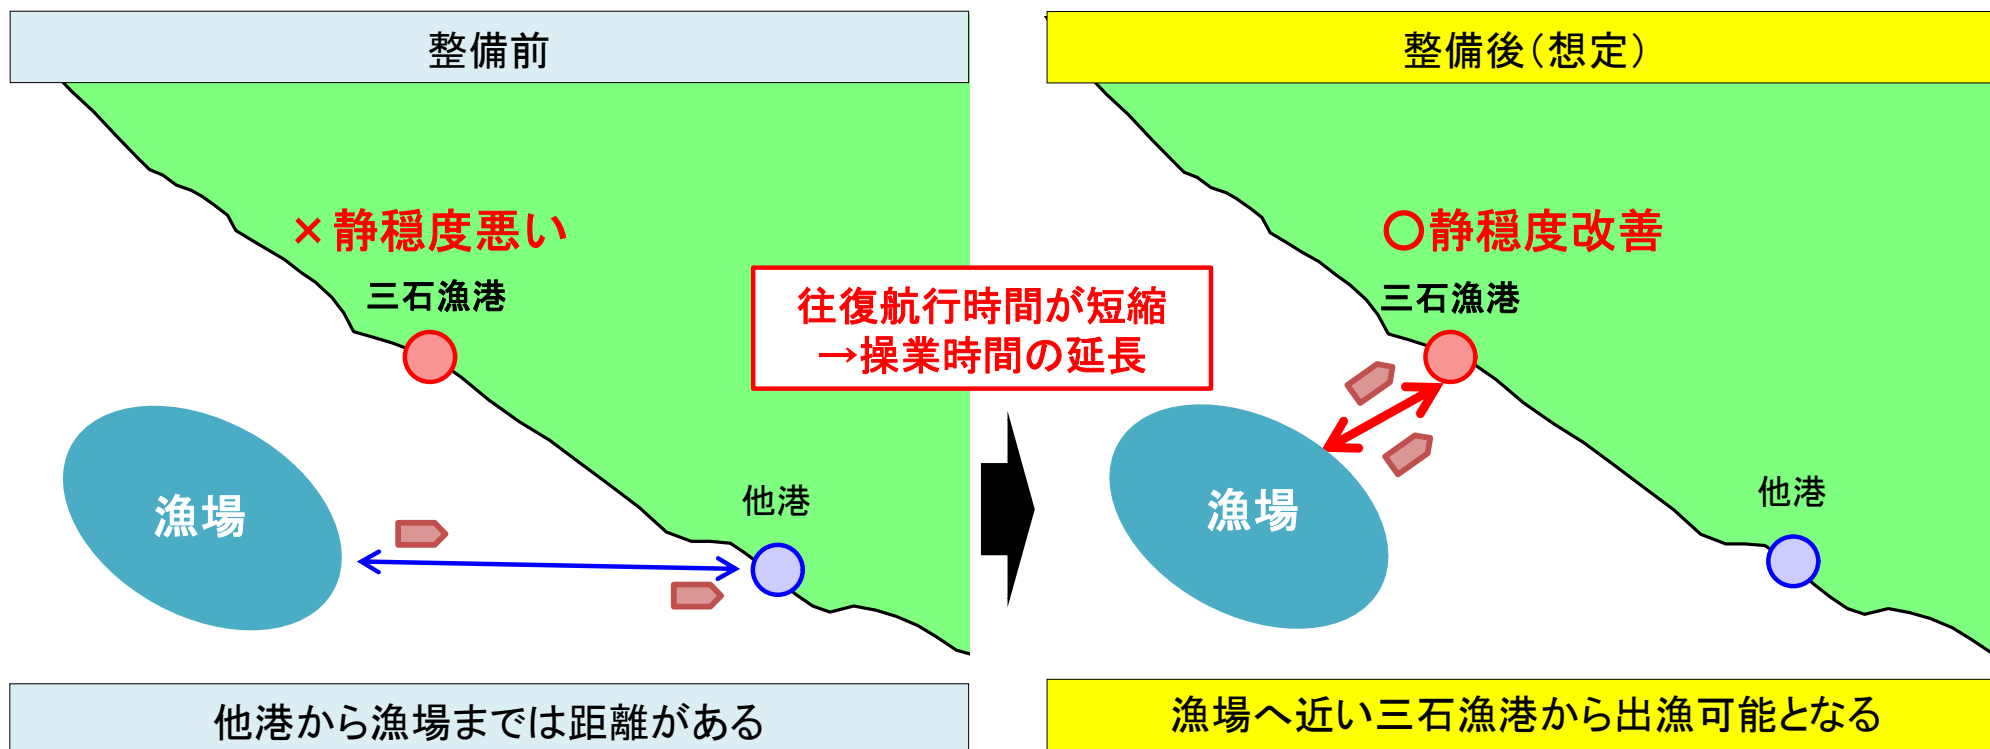 整備前
×静穏度悪い
三石漁港
漁場
他港
他港から漁場までは距離がある
往復航行時間が短縮
→操業時間の延長
整備後(想定)
○静穏度改善
三石漁港
漁場
他港
漁場へ近い三石漁港から出漁可能となる